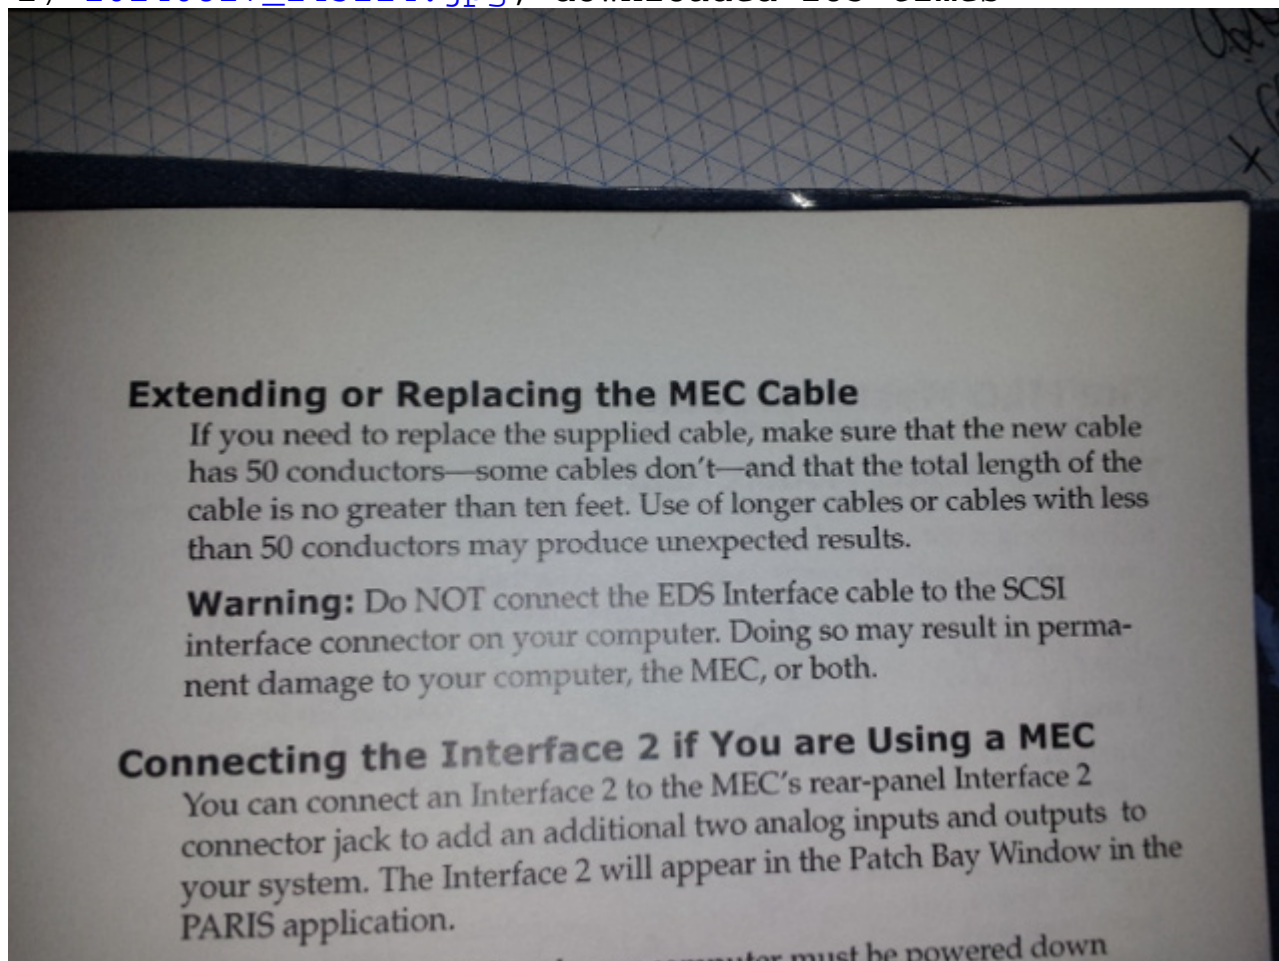 Extending or Replacing the MEC Cable
If you need to replace the supplied cable, make sure that the new cable
has 50 conductors—some cables don't—and that the total length of the
cable is no greater than ten feet. Use of longer cables or cables with less
than 50 conductors may produce unexpected results.
Warning: Do NOT connect the EDS Interface cable to the SCSI
interface connector on your computer. Doing so may result in perma-
nent damage to your computer, the MEC, or both.
Connecting the Interface 2 if You are Using a MEC
You can connect an Interface 2 to the MEC's rear-panel Interface 2
connector jack to add an additional two analog inputs and outputs to
your system. The Interface 2 will appear in the Patch Bay Window in the
PARIS application.
must be powered down